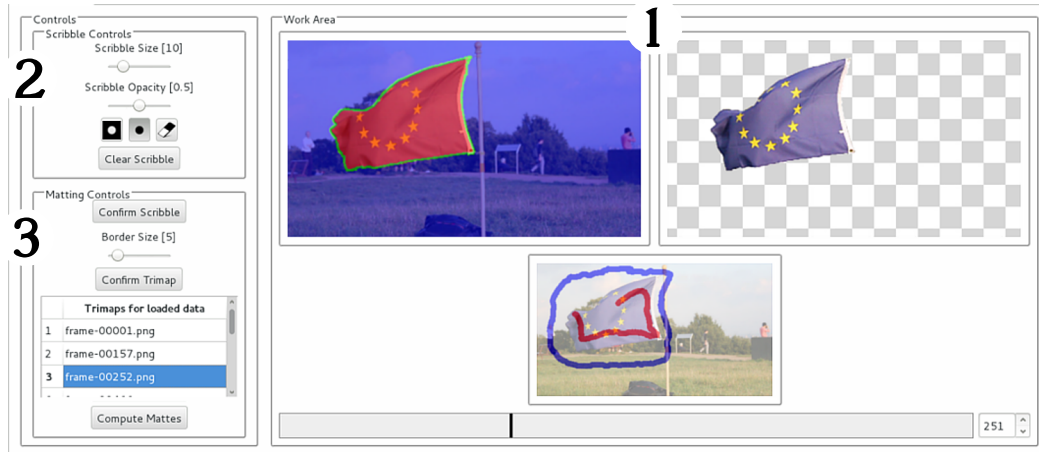 Controls
Scribble Controls
Scribble Size [10]
Scribble Opacity [0.5]
Clear Scribble
2
Matting Controls
Confirm Scribble
3
Border Size [5]
Confirm Trimap
Trimaps for loaded data
1 frame-00001.png
2 frame-00157.png
3 frame-00252.png
Compute Mattes
Work Area
1
251